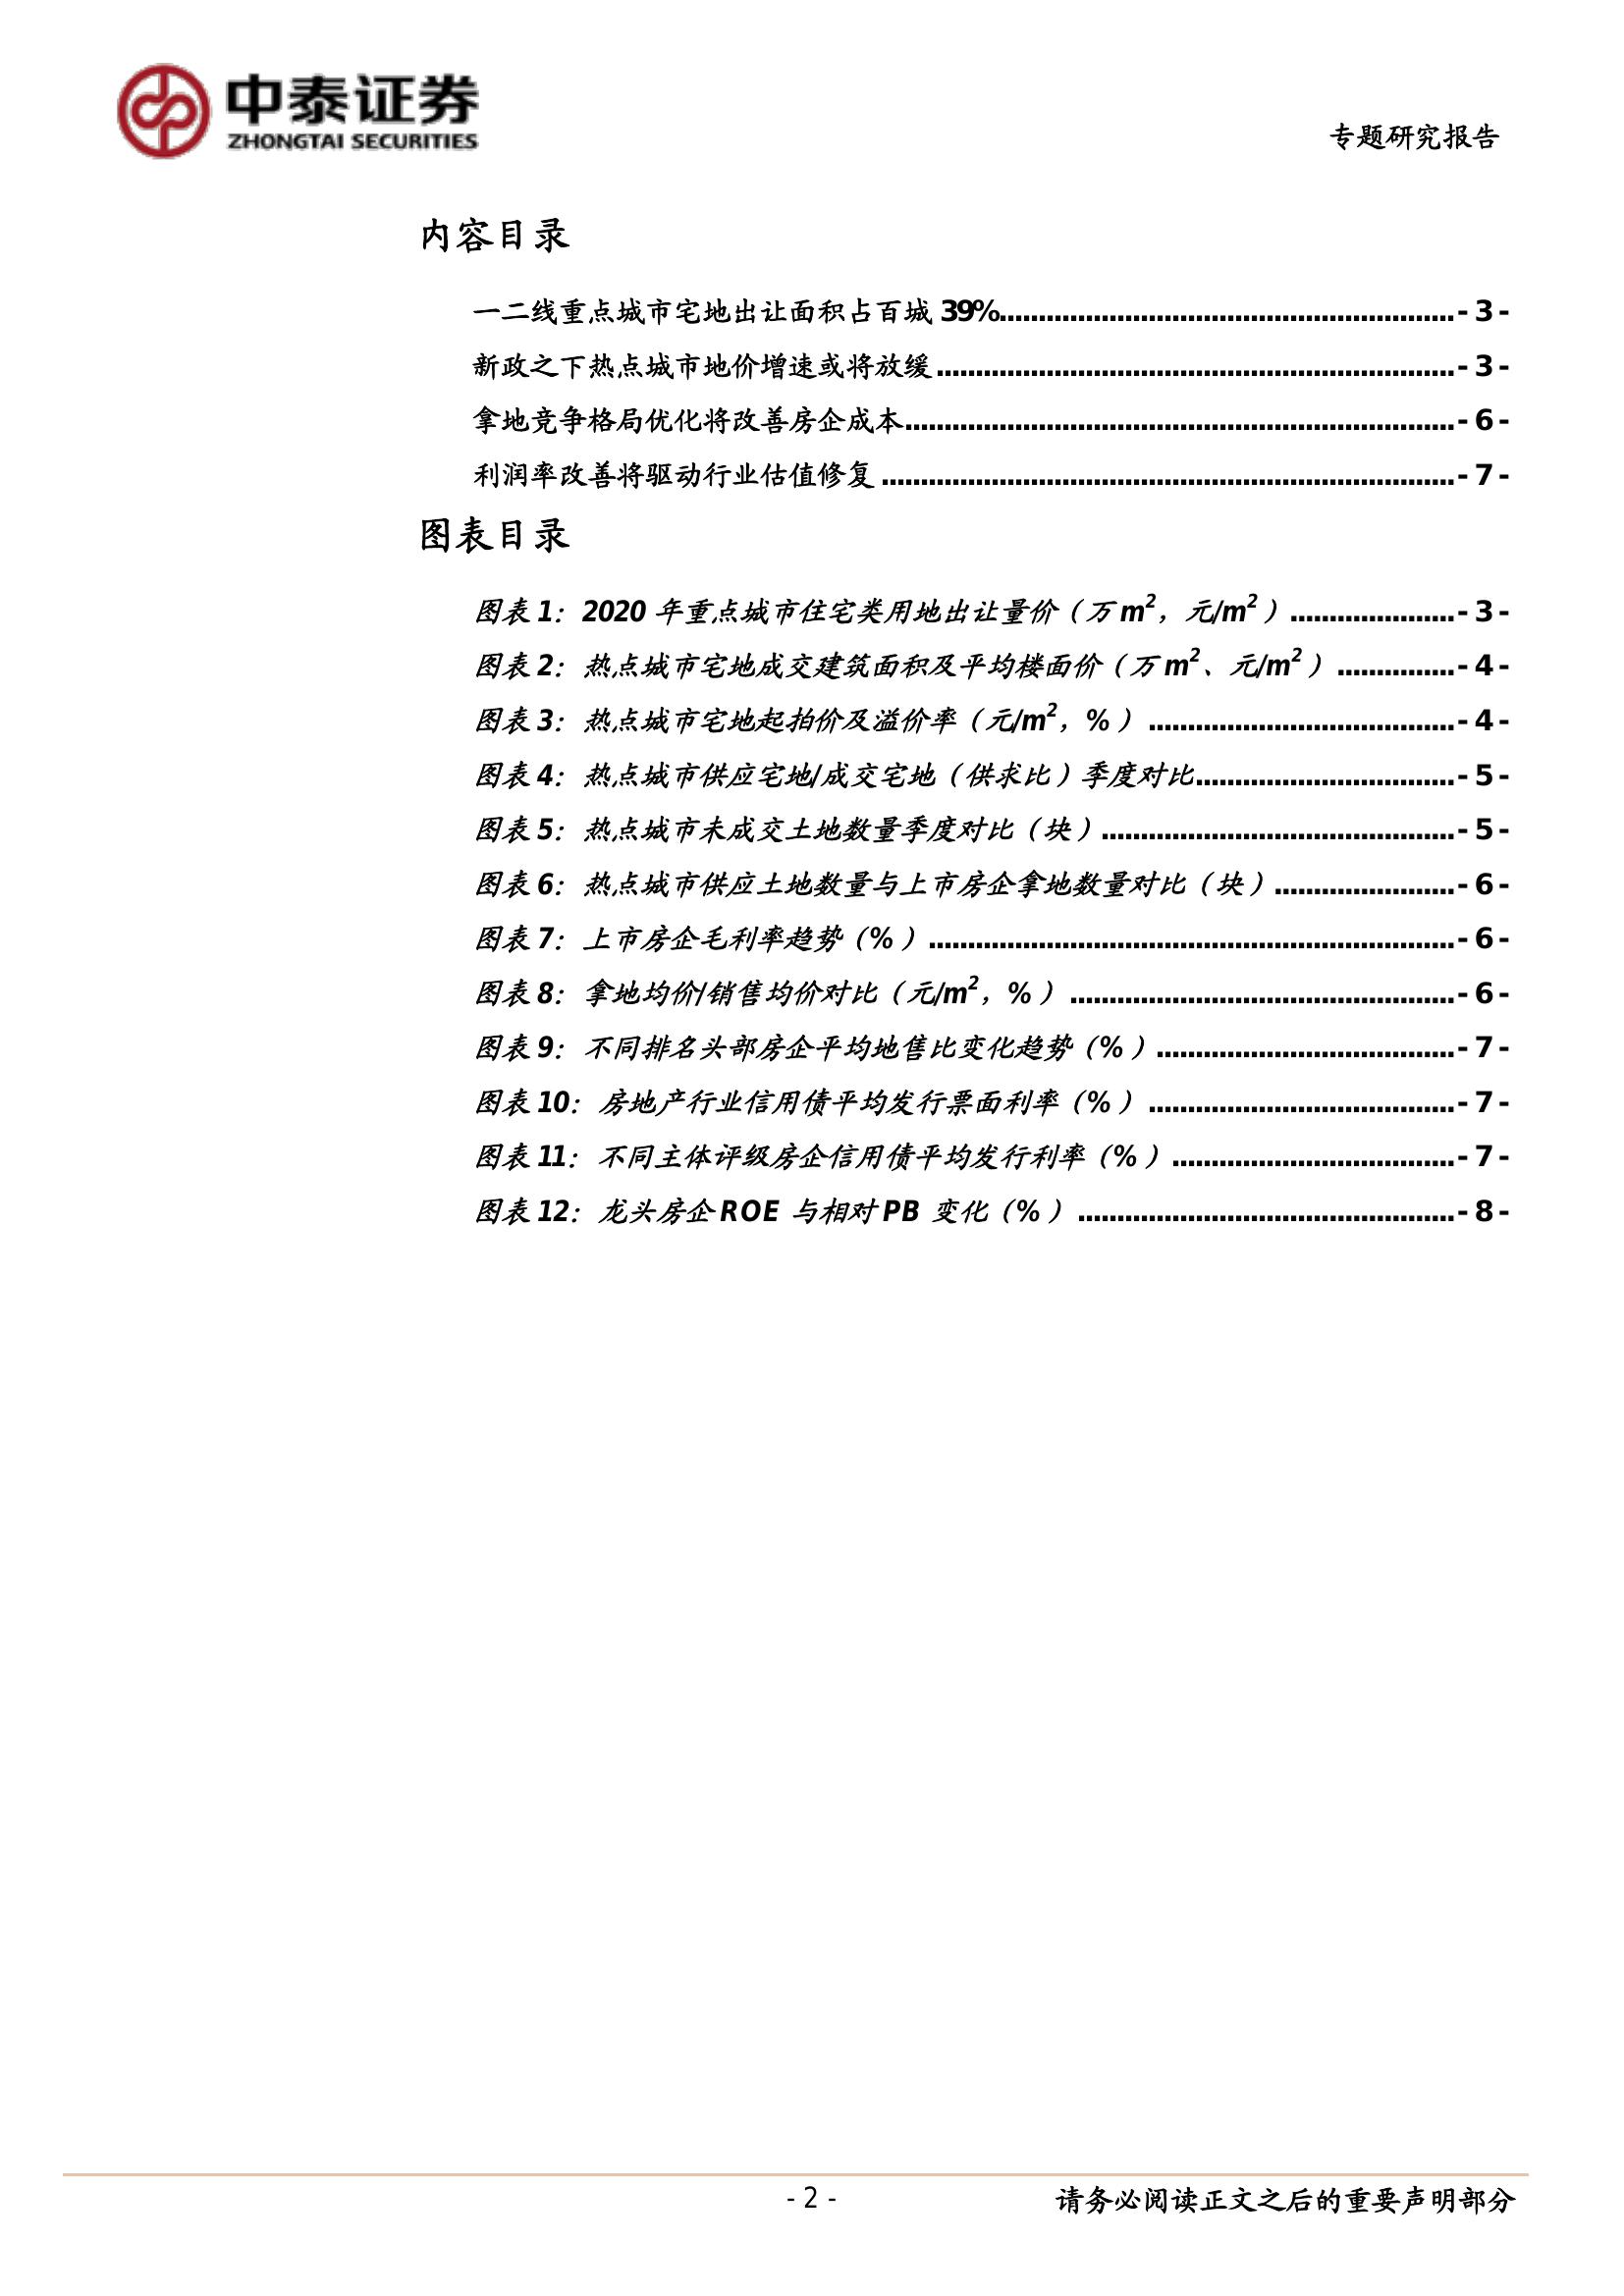 中泰证券
ZHONGTAI SECURITIES
专题研究报告
内容目录
一二线重点城市宅地出让面积占百城 39%..........................................................- 3 -
新政之下热点城市地价增速或将放缓..................................................................- 3 -
拿地竞争格局优化将改善房企成本......................................................................- 6 -
利润率改善将驱动行业估值修复.........................................................................- 7 -
图表目录
图表 1：2020 年重点城市住宅类用地出让量价（万 m²，元/m²）.....................- 3 -
图表 2：热点城市宅地成交建筑面积及平均楼面价（万 m²、元/m²）...............- 4 -
图表 3：热点城市宅地起拍价及溢价率（元/m²，%）.......................................- 4 -
图表 4：热点城市供应宅地/成交宅地（供求比）季度对比.................................- 5 -
图表 5：热点城市未成交土地数量季度对比（块）.............................................- 5 -
图表 6：热点城市供应土地数量与上市房企拿地数量对比（块）.......................- 6 -
图表 7：上市房企毛利率趋势（%）...................................................................- 6 -
图表 8：拿地均价/销售均价对比（元/m²，%）.................................................- 6 -
图表 9：不同排名头部房企平均地售比变化趋势（%）......................................- 7 -
图表 10：房地产行业信用债平均发行票面利率（%）.......................................- 7 -
图表 11：不同主体评级房企信用债平均发行利率（%）....................................- 7 -
图表 12：龙头房企 ROE 与相对 PB 变化（%）................................................- 8 -
- 2 -
请务必阅读正文之后的重要声明部分